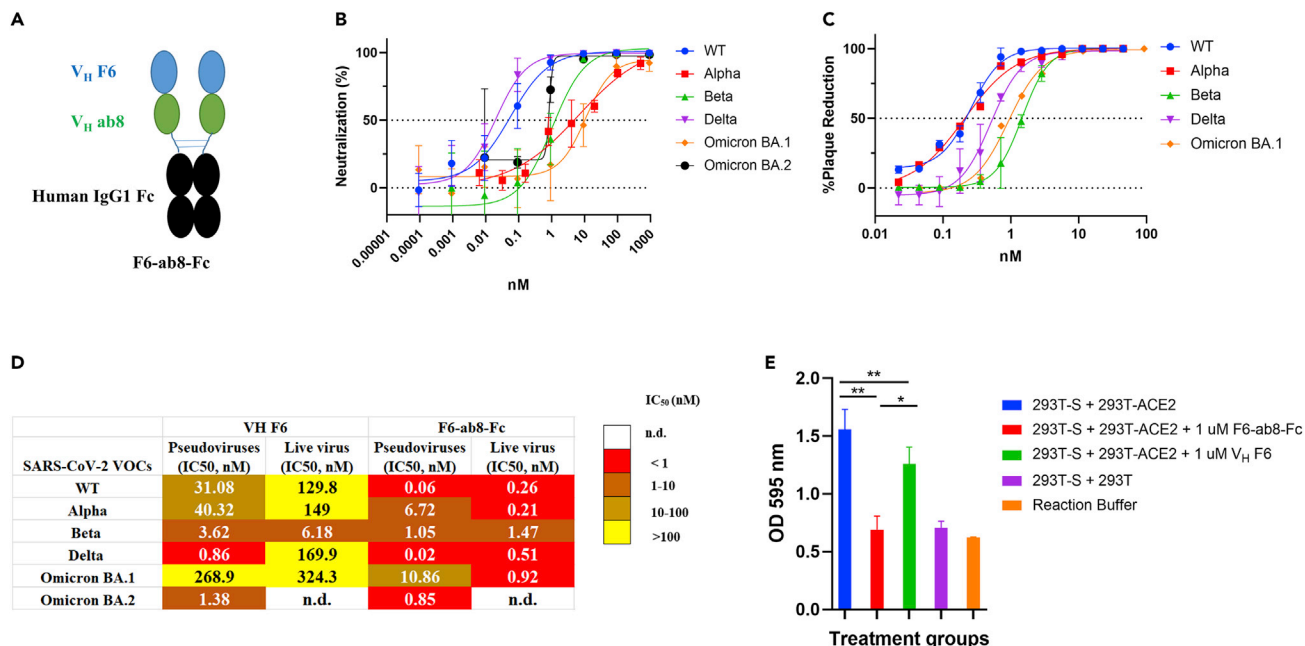 A
V_H F6
V_H ab8
Human IgG1 Fc
F6-ab8-Fc
B
Neutralization (%)
100
50
0
0.00001
0.0001
0.001
0.01
0.1
1
10
100
1000
nM
WT
Alpha
Beta
Delta
Omicron BA.1
Omicron BA.2
C
%Plaque Reduction
100
50
0
0.01
0.1
1
10
100
1000
nM
WT
Alpha
Beta
Delta
Omicron BA.1
D
VH F6 F6-ab8-Fc
SARS-CoV-2 VOCs Pseudoviruses (IC50, nM) Live virus (IC50, nM) Pseudoviruses (IC50, nM) Live virus (IC50, nM)
WT 31.08 129.8 0.06 0.26
Alpha 40.32 149 6.72 0.21
Beta 3.62 6.18 1.05 1.47
Delta 0.86 169.9 0.02 0.51
Omicron BA.1 268.9 324.3 10.86 0.92
Omicron BA.2 1.38 n.d. 0.85 n.d.
IC50 (nM)
n.d.
< 1
1-10
10-100
>100
E
OD 595 nm
2.0
1.5
1.0
0.5
0.0
**
**
*
Treatment groups
293T-S + 293T-ACE2
293T-S + 293T-ACE2 + 1 uM F6-ab8-Fc
293T-S + 293T-ACE2 + 1 uM V_H F6
293T-S + 293T
Reaction Buffer